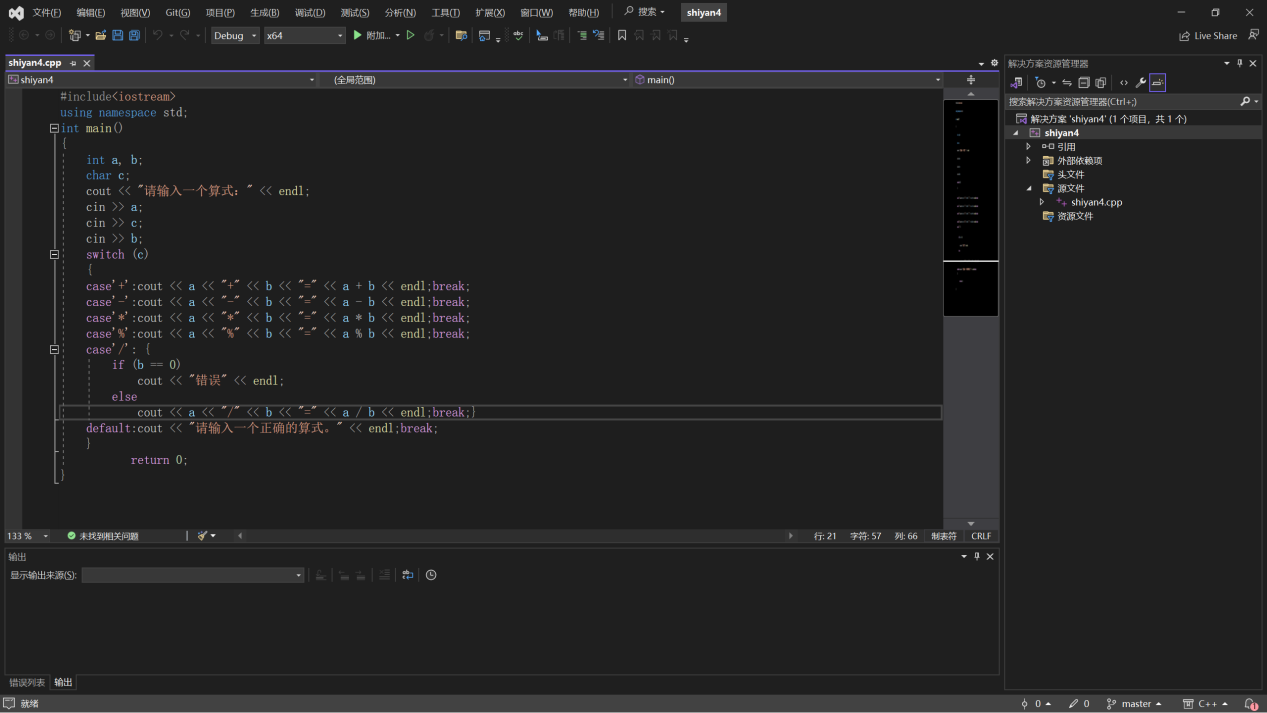 文件(F) 编辑(E) 视图(V) Git(G) 项目(P) 生成(B) 调试(D) 测试(S) 分析(N) 工具(T) 扩展(X) 窗口(W) 帮助(H) 搜索 shiyan4
Debug x64 附加... Live Share
shiyan4.cpp
shiyan4 (全局范围) main()
#include<iostream>
using namespace std;
int main()
{
int a, b;
char c;
cout << "请输入一个算式：" << endl;
cin >> a;
cin >> c;
cin >> b;
switch (c)
{
case'+':cout << a << "+" << b << "=" << a + b << endl;break;
case'-':cout << a << "-" << b << "=" << a - b << endl;break;
case'*':cout << a << "*" << b << "=" << a * b << endl;break;
case'%':cout << a << "%" << b << "=" << a % b << endl;break;
case'/': {
if (b == 0)
cout << "错误" << endl;
else
cout << a << "/" << b << "=" << a / b << endl;break;}
default:cout << "请输入一个正确的算式。" << endl;break;
}
return 0;
}
133 % 未找到相关问题 行: 21 字符: 57 列: 66 制表符 CRLF
输出
显示输出来源(S):
错误列表 输出
解决方案资源管理器
搜索解决方案资源管理器(Ctrl+;)
解决方案 'shiyan4' (1 个项目，共 1 个)
shiyan4
引用
外部依赖项
头文件
源文件
shiyan4.cpp
资源文件
就绪 0 0 master C++ 1